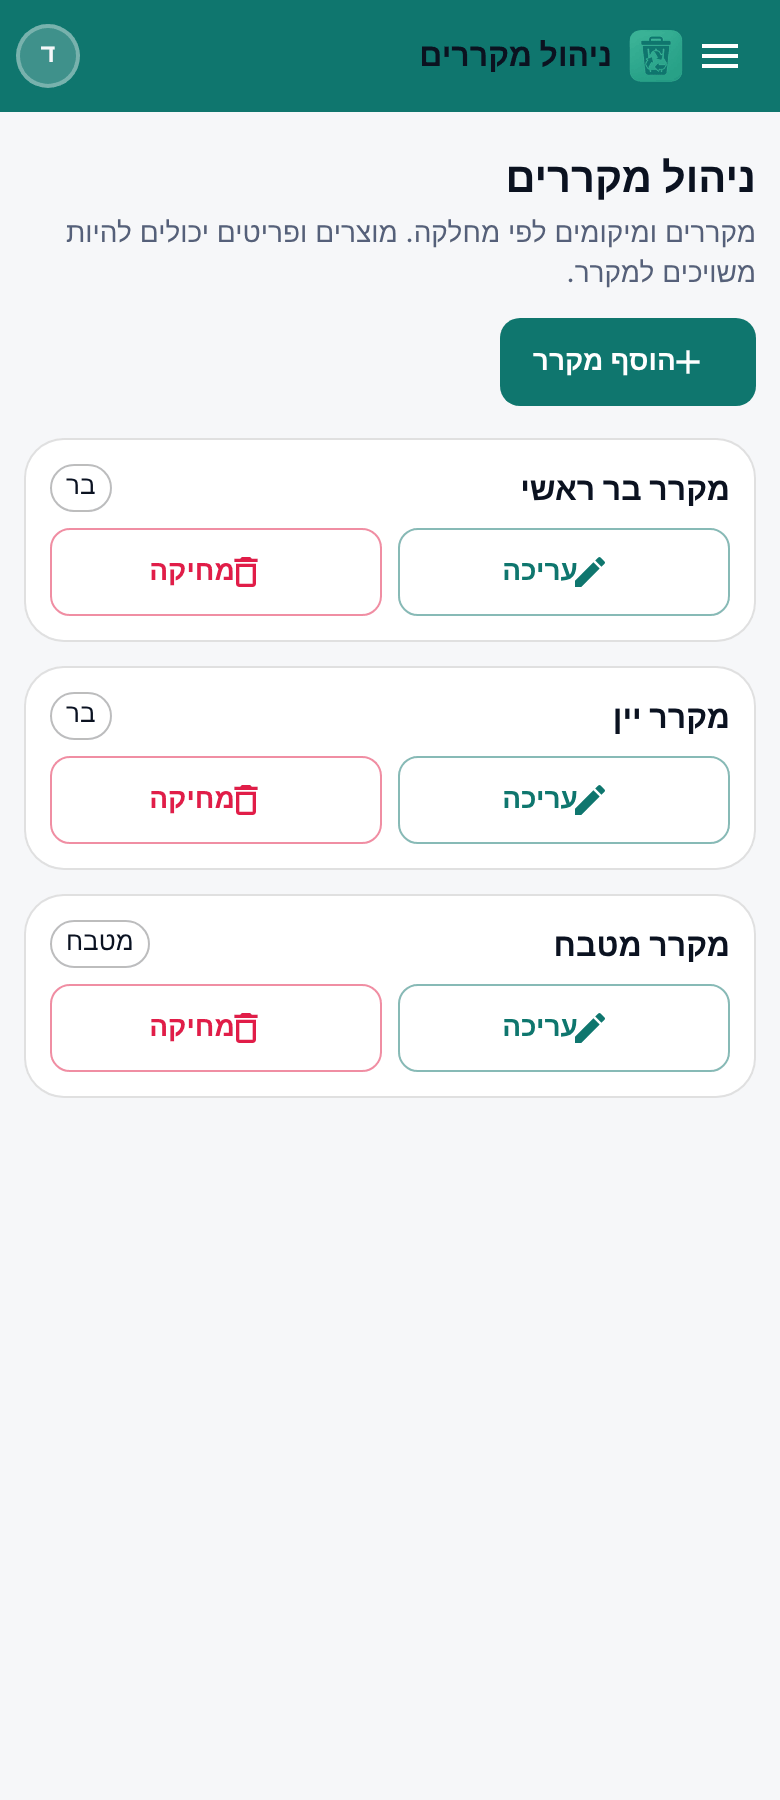 ניהול מקררים
ד
ניהול מקררים
מקררים ומיקומים לפי מחלקה. מוצרים ופריטים יכולים להיות
משויכים למקרר.
הוסף מקרר
מקרר בר ראשי
בר
עריכה
מחיקה
מקרר יין
בר
עריכה
מחיקה
מקרר מטבח
מטבח
עריכה
מחיקה